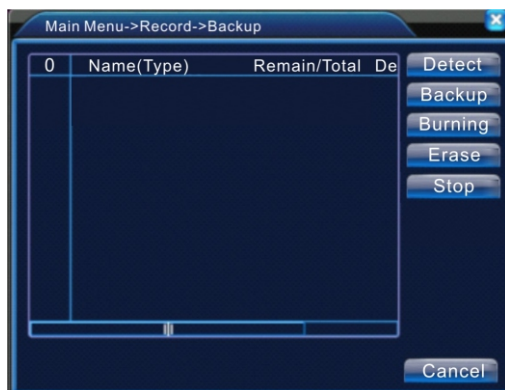 Main Menu->Record->Backup
0 Name(Type) Remain/Total De
Detect
Backup
Burning
Erase
Stop
Cancel